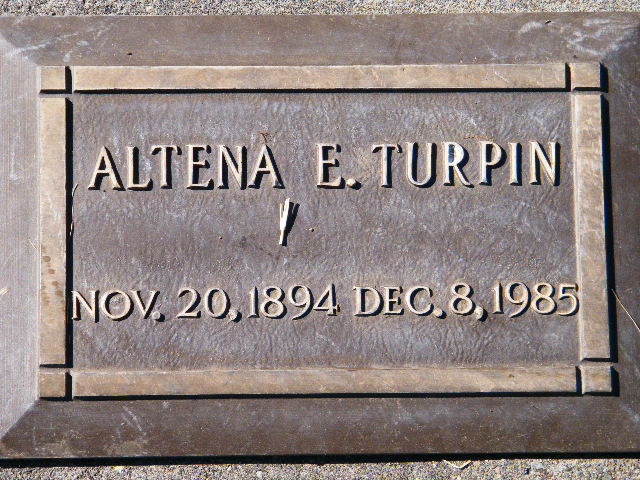 ALTENA E. TURPIN
NOV. 20, 1894 DEC. 8, 1985